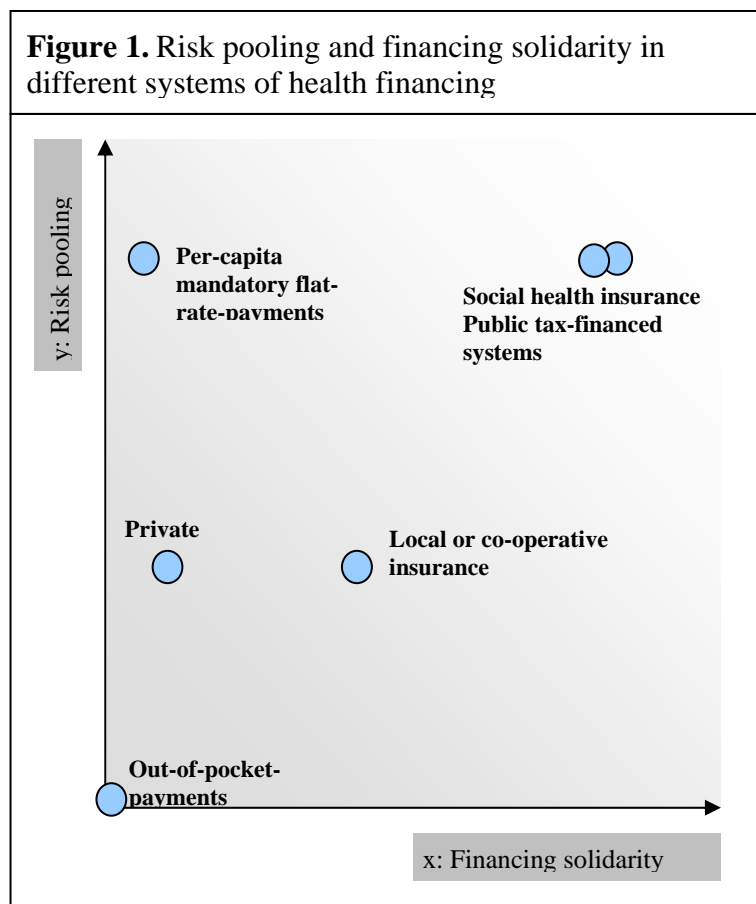 Figure 1. Risk pooling and financing solidarity in
different systems of health financing
y: Risk pooling
Per-capita
mandatory flat-
rate-payments
Social health insurance
Public tax-financed
systems
Private
Local or co-operative
insurance
Out-of-pocket-
payments
x: Financing solidarity